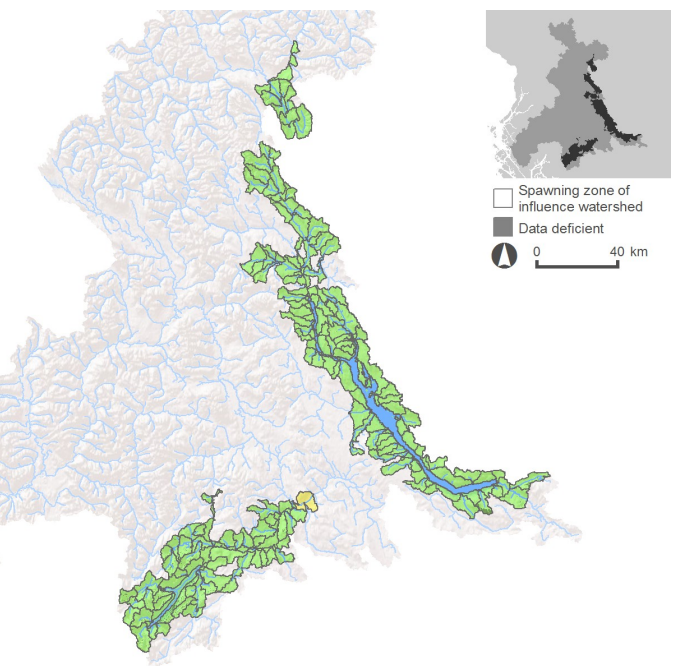 Spawning zone of
influence watershed
Data deficient
0 40 km